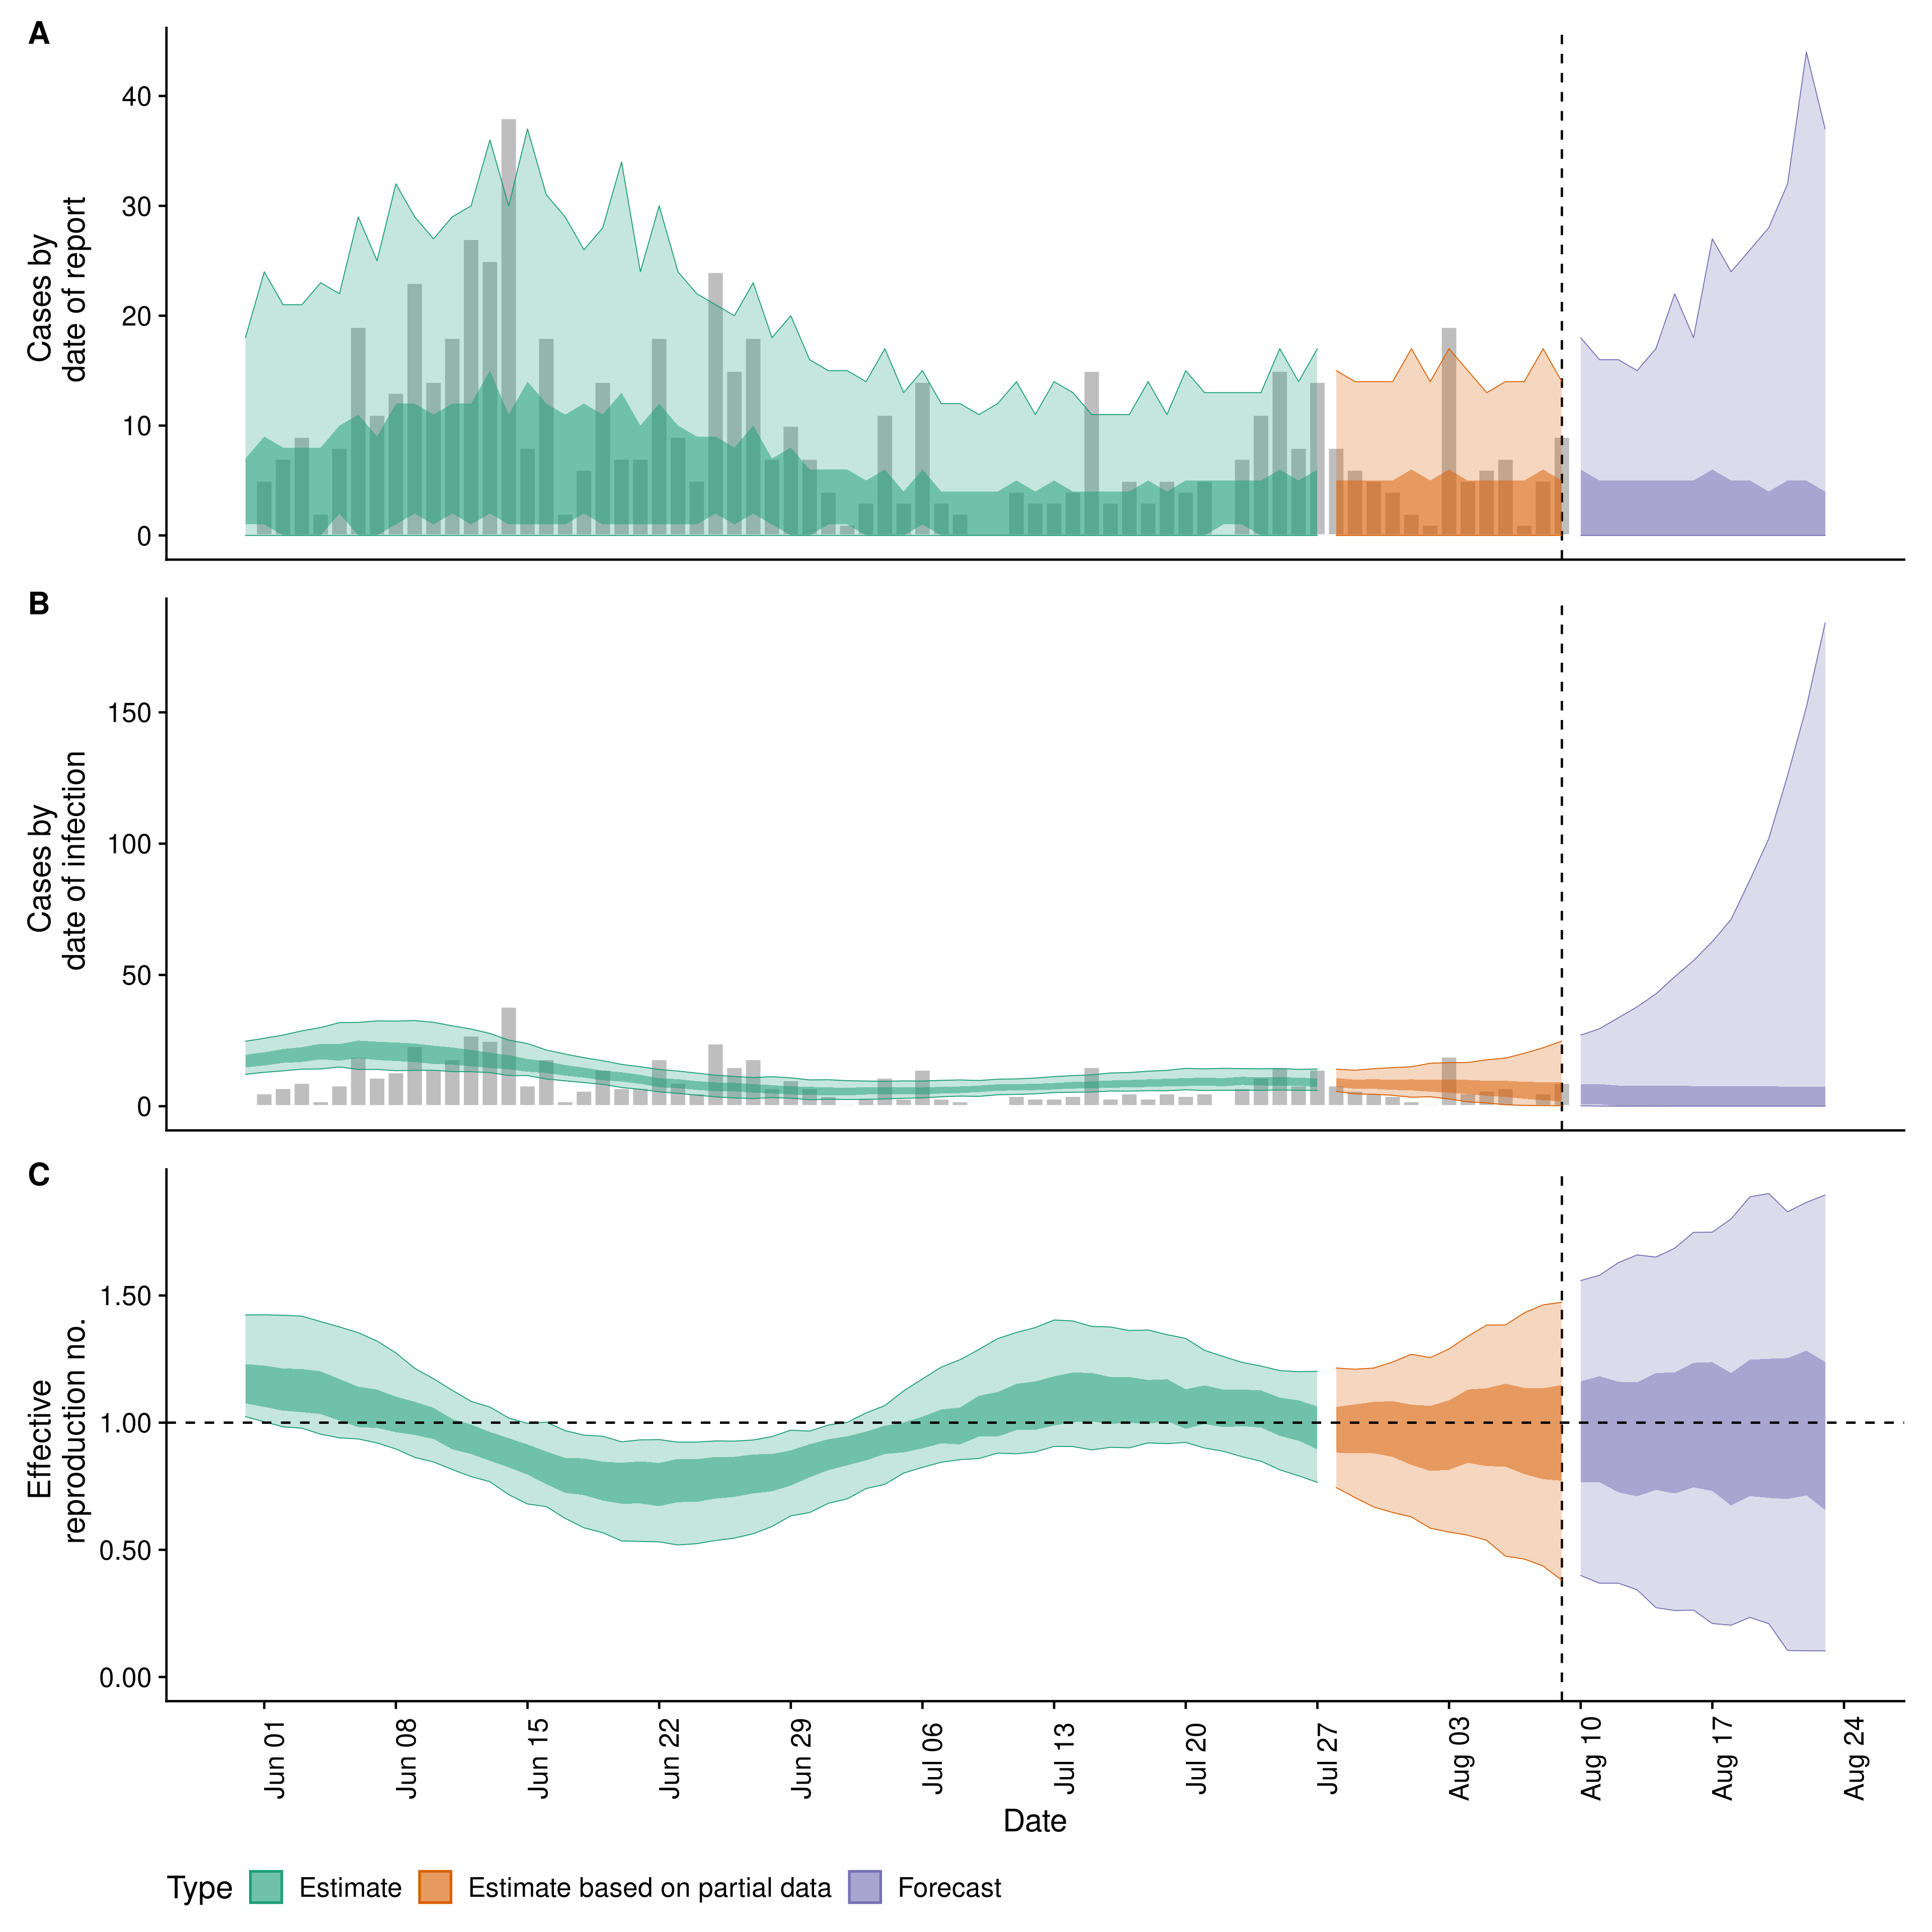 A
Cases by
date of report
40
30
20
10
0
B
Cases by
date of infection
150
100
50
0
C
Effective
reproduction no.
1.50
1.00
0.50
0.00
Jun 01
Jun 08
Jun 15
Jun 22
Jun 29
Jul 06
Jul 13
Jul 20
Jul 27
Aug 03
Aug 10
Aug 17
Aug 24
Date
Type Estimate Estimate based on partial data Forecast